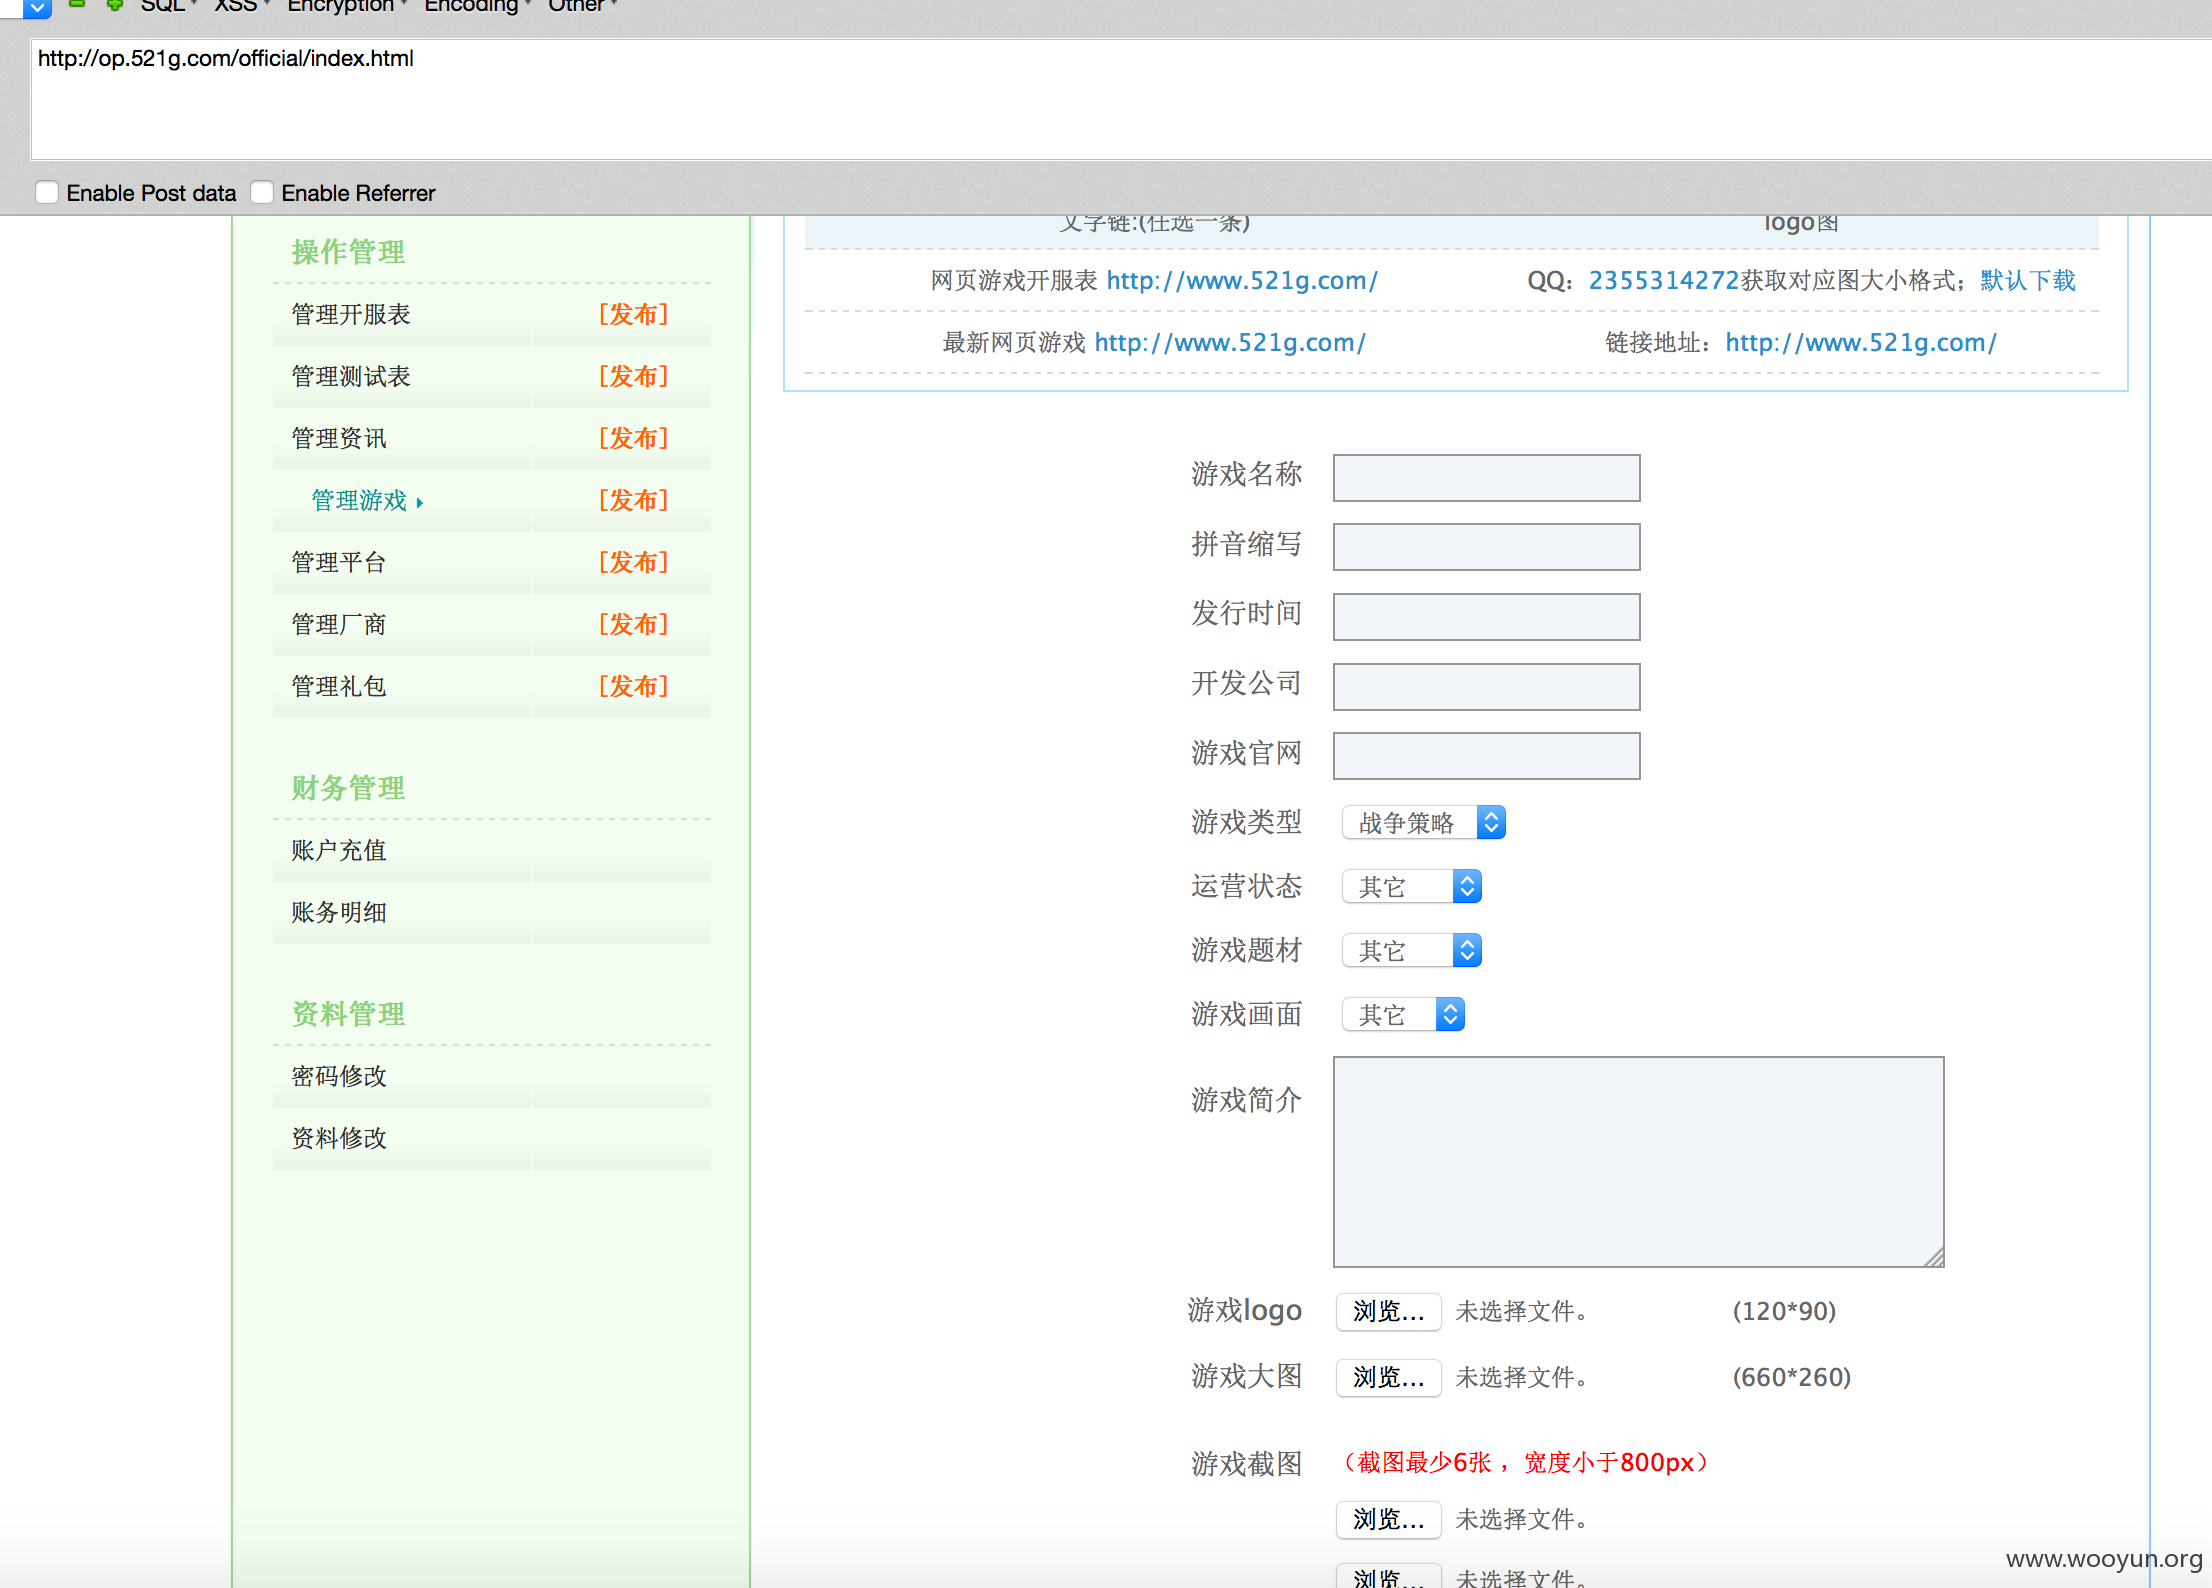 SQL XSS Encryption Encoding Other
http://op.521g.com/official/index.html
Enable Post data Enable Referrer
操作管理
管理开服表 [发布]
管理测试表 [发布]
管理资讯 [发布]
管理游戏 [发布]
管理平台 [发布]
管理厂商 [发布]
管理礼包 [发布]
财务管理
账户充值
账务明细
资料管理
密码修改
资料修改
文字链:(任选一条) logo图
网页游戏开服表 http://www.521g.com/ QQ：2355314272获取对应图大小格式；默认下载
最新网页游戏 http://www.521g.com/ 链接地址：http://www.521g.com/
游戏名称
拼音缩写
发行时间
开发公司
游戏官网
游戏类型 战争策略
运营状态 其它
游戏题材 其它
游戏画面 其它
游戏简介
游戏logo 浏览... 未选择文件。 (120*90)
游戏大图 浏览... 未选择文件。 (660*260)
游戏截图 （截图最少6张 ，宽度小于800px）
浏览... 未选择文件。
浏览... 未选择文件。
www.wooyun.org